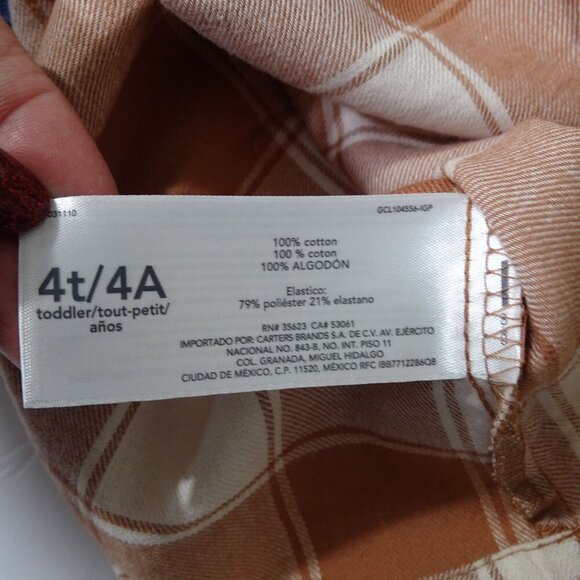 031110
GCL104556-IGP
4t/4A
toddler/tout-petit/
años
100% cotton
100 % coton
100% ALGODÓN
Elastico:
79% poliéster 21% elastano
RN# 35623 CA# 53061
IMPORTADO POR: CARTERS BRANDS S.A. DE C.V. AV. EJÉRCITO
NACIONAL NO. 843-B, NO. INT. PISO 11
COL. GRANADA, MIGUEL HIDALGO
CIUDAD DE MÉXICO, C.P. 11520, MÉXICO RFC IBB7712286Q8